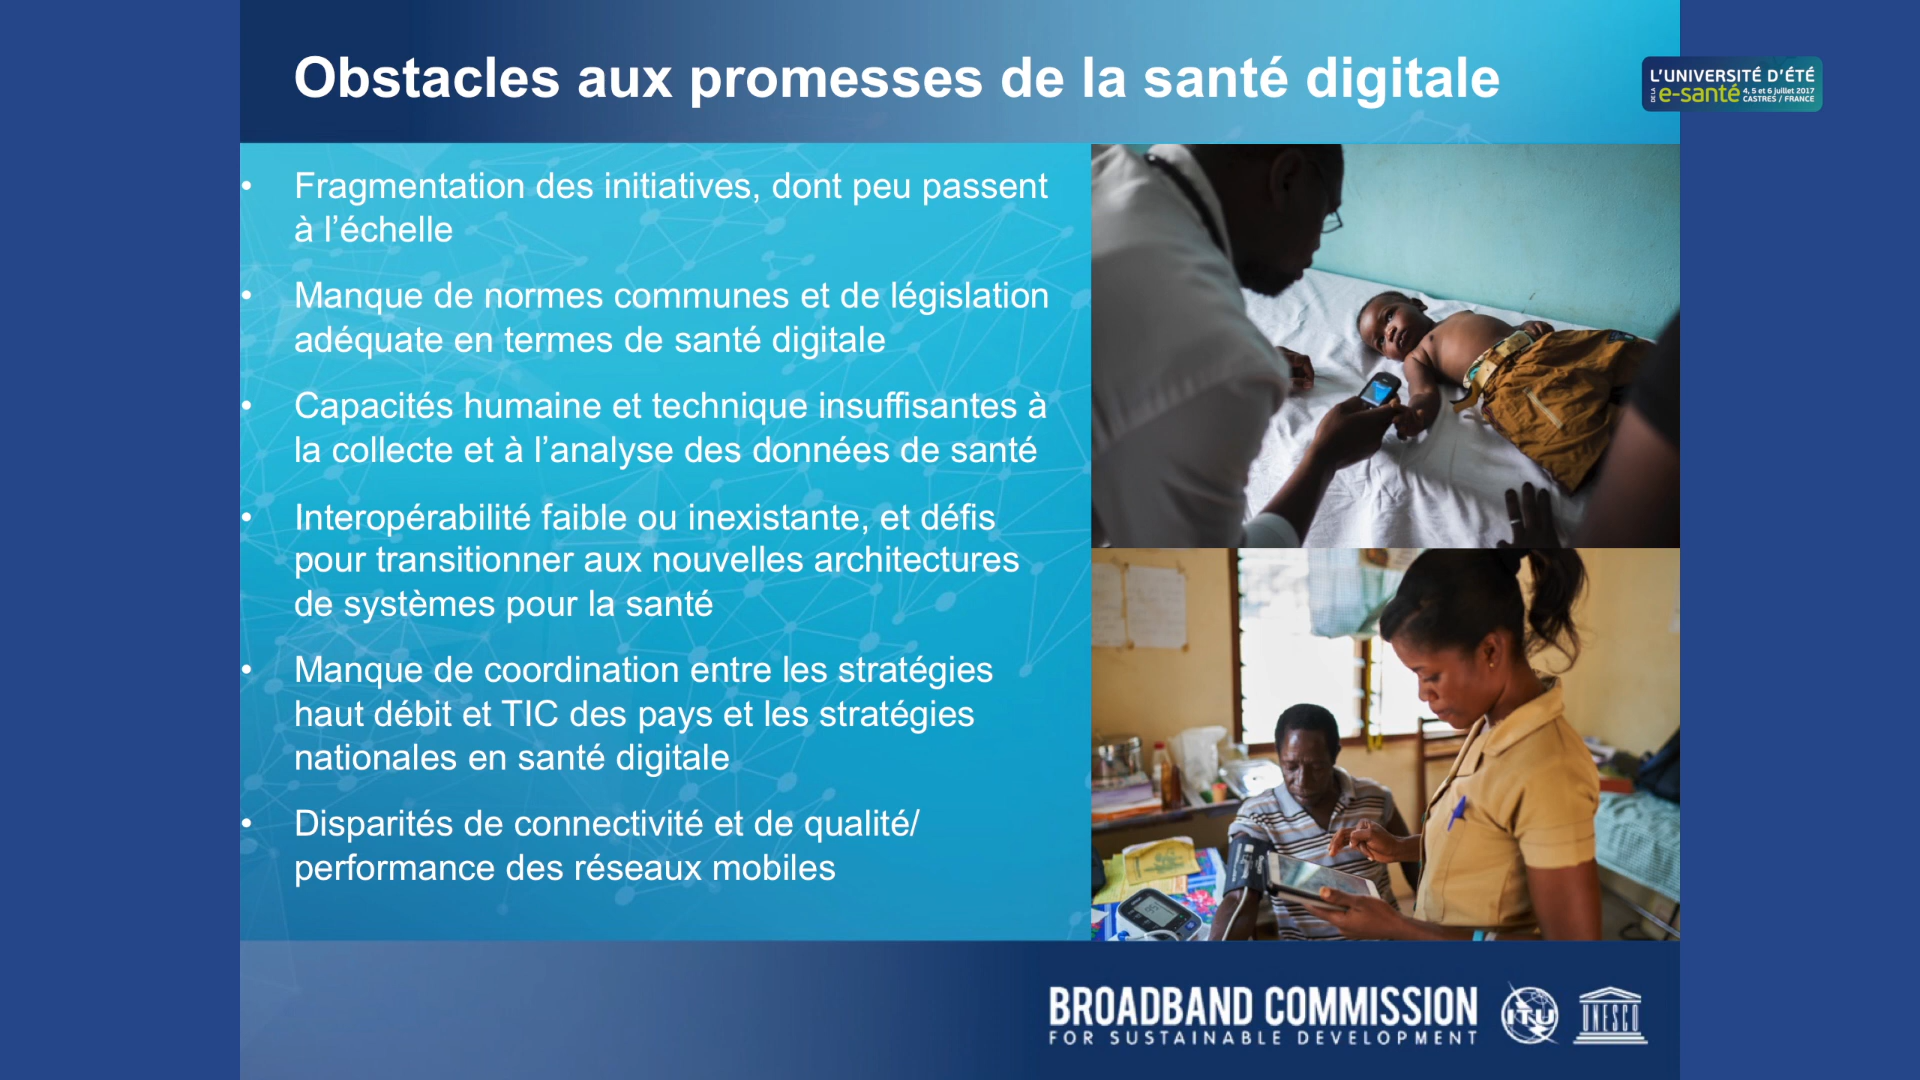 Obstacles aux promesses de la santé digitale
L'UNIVERSITÉ D'ÉTÉ
DE LA e-santé 4, 5 et 6 juillet 2017
CASTRES / FRANCE
• Fragmentation des initiatives, dont peu passent
à l’échelle
• Manque de normes communes et de législation
adéquate en termes de santé digitale
• Capacités humaine et technique insuffisantes à
la collecte et à l’analyse des données de santé
• Interopérabilité faible ou inexistante, et défis
pour transitionner aux nouvelles architectures
de systèmes pour la santé
• Manque de coordination entre les stratégies
haut débit et TIC des pays et les stratégies
nationales en santé digitale
• Disparités de connectivité et de qualité/
performance des réseaux mobiles
BROADBAND COMMISSION
FOR SUSTAINABLE DEVELOPMENT
ITU
UNESCO